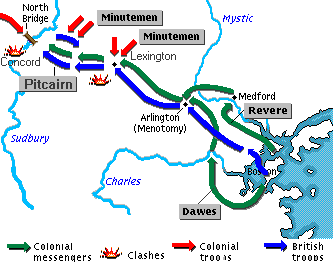 North
Bridge
Minutemen
Mystic
Minutemen
Concord
Lexington
Pitcairn
Medford
Revere
Arlington
(Menotomy)
Sudbury
Charles
Boston
Dawes
Colonial
messengers
Clashes
Colonial
troops
British
troops